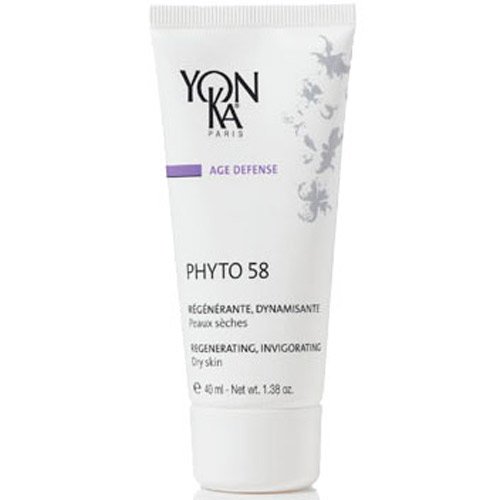 YON
KA®
PARIS
AGE DEFENSE
PHYTO 58
RÉGÉNÉRANTE, DYNAMISANTE
Peaux sèches
REGENERATING, INVIGORATING
Dry skin
℮ 40 ml - Net wt. 1.38 oz.